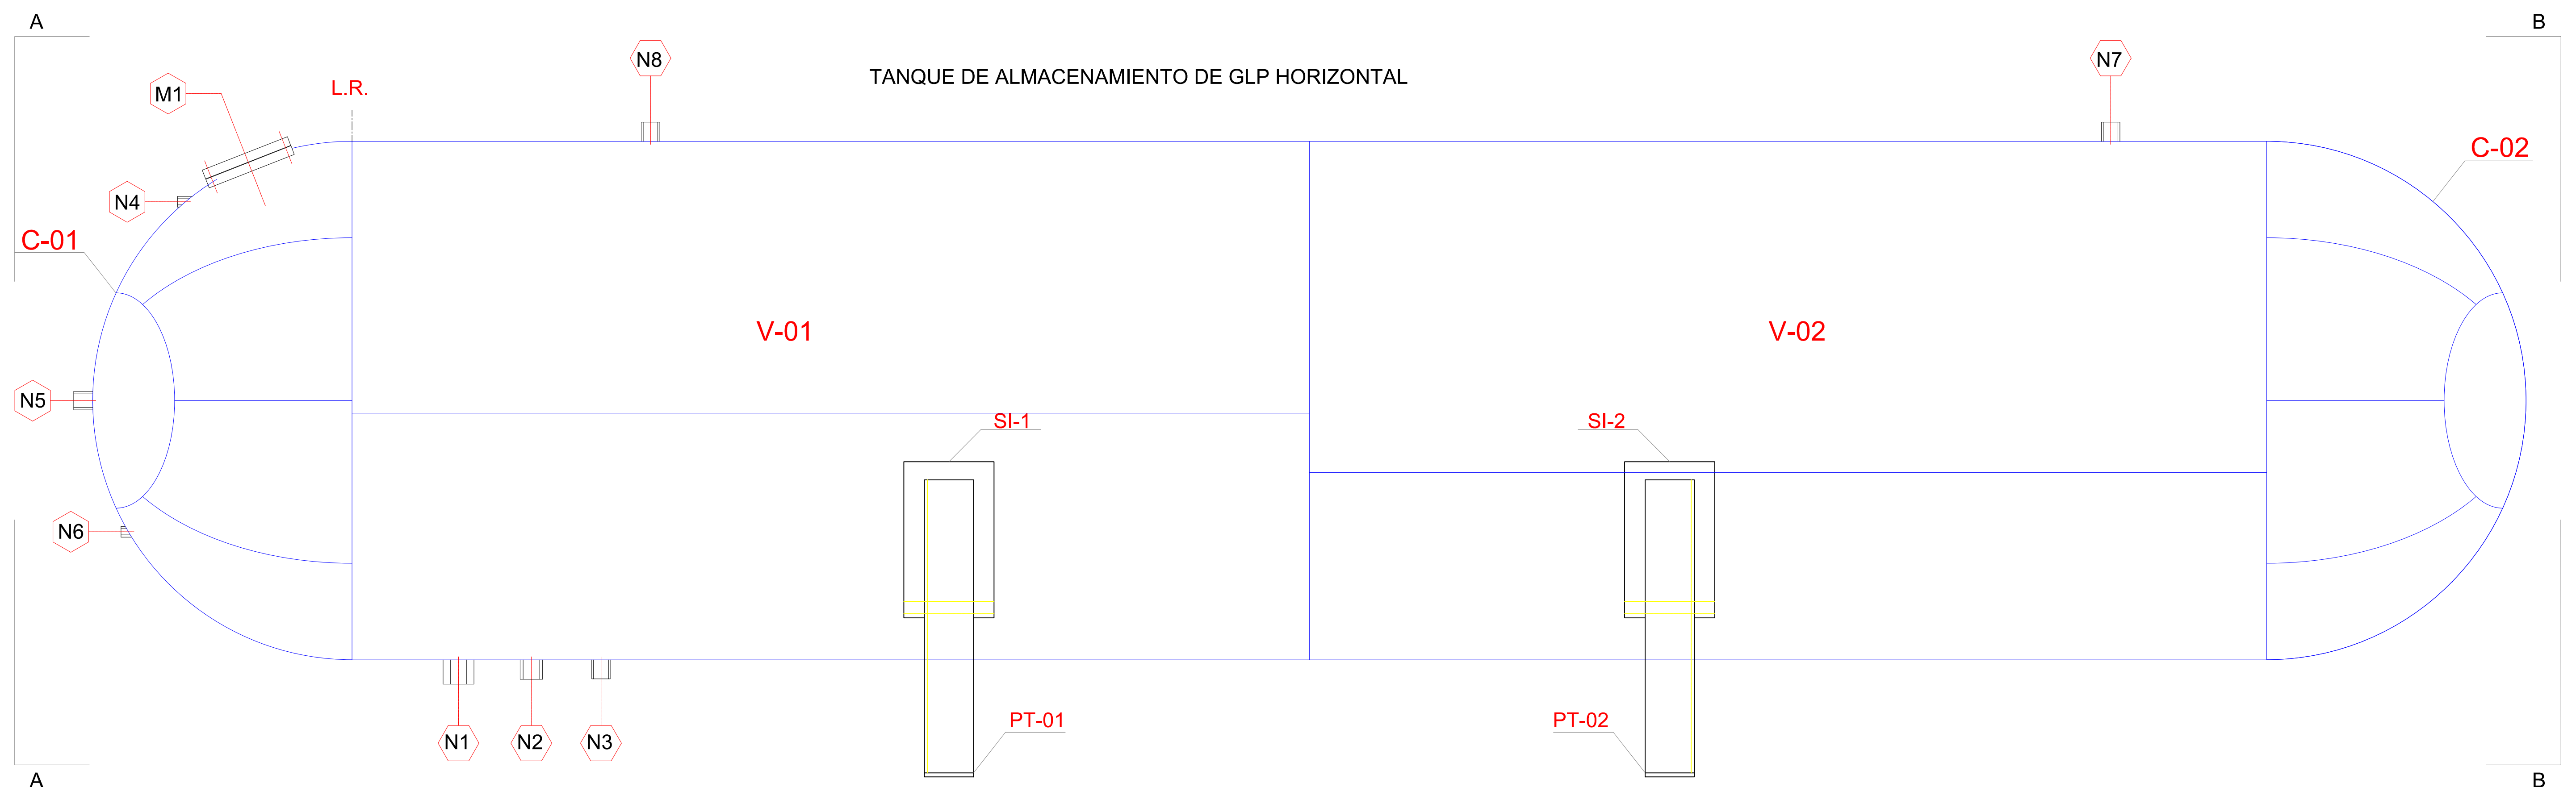 A
B
N8
N7
TANQUE DE ALMACENAMIENTO DE GLP HORIZONTAL
L.R.
M1
C-02
N4
C-01
V-01
V-02
N5
SI-1
SI-2
N6
PT-01
PT-02
N1
N2
N3
A
B